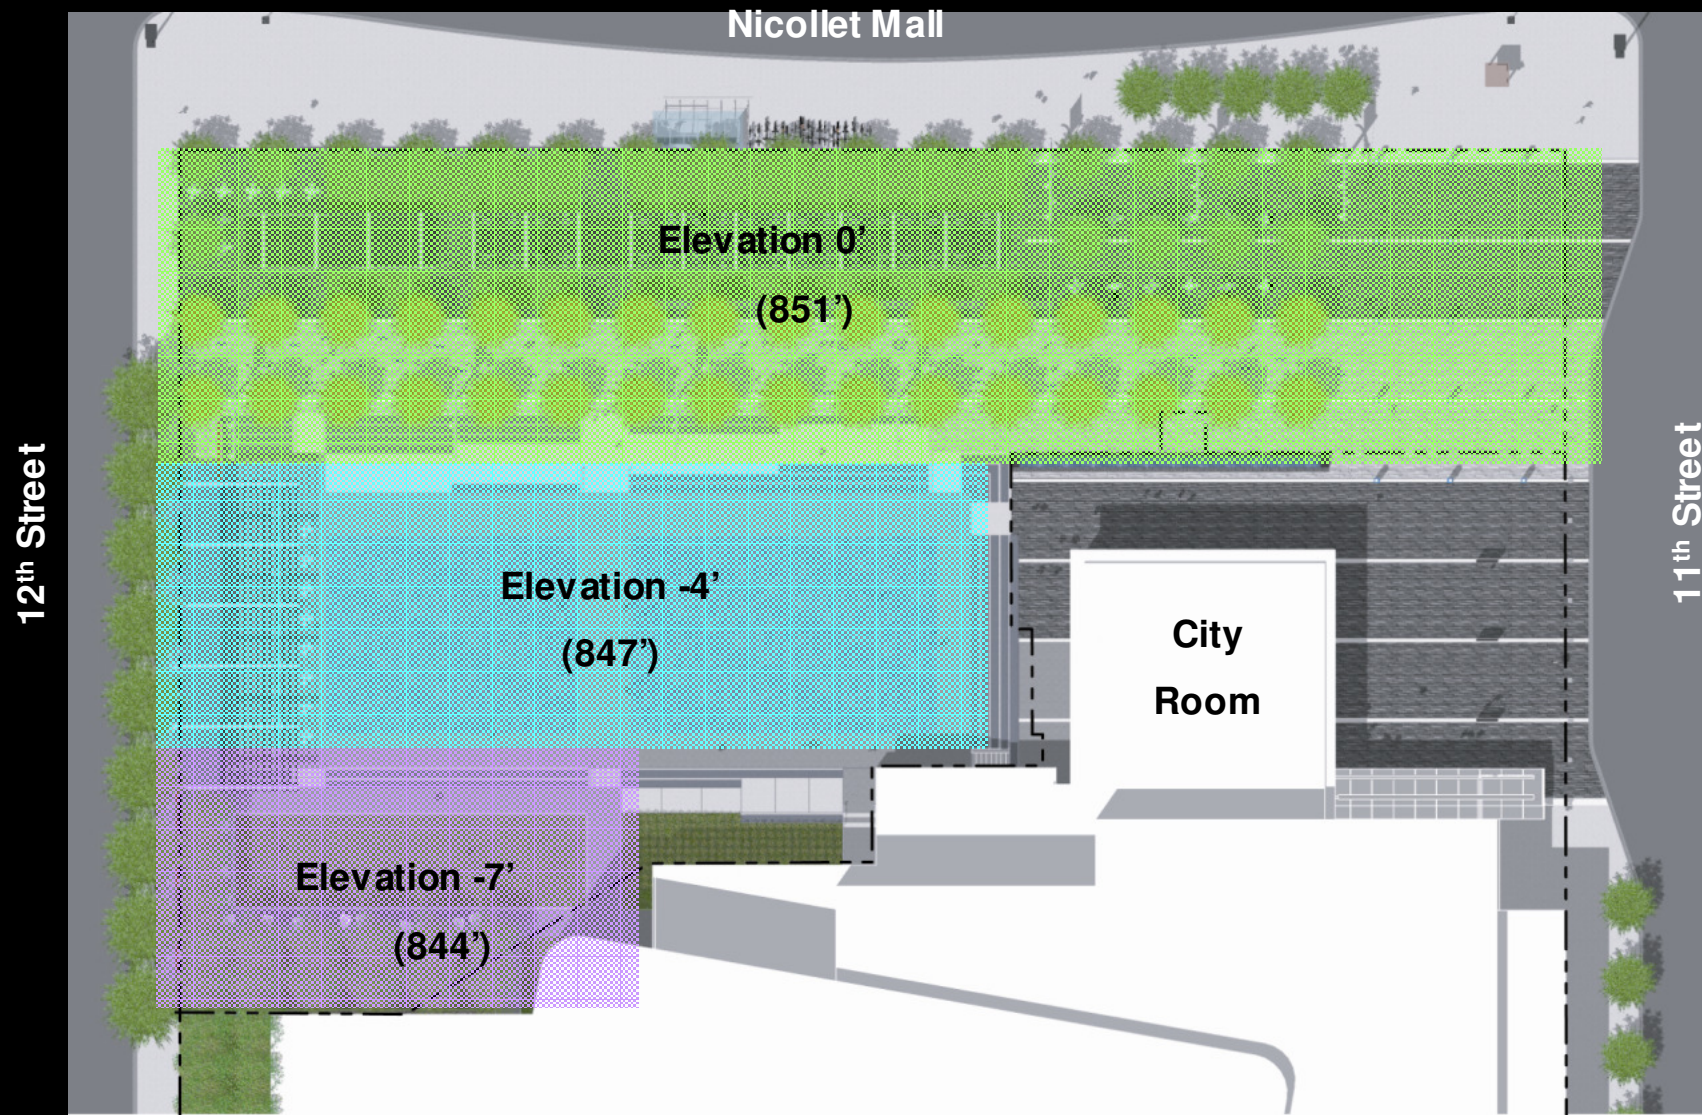 Nicollet Mall
Elevation 0’
(851’)
12th Street
11th Street
Elevation -4’
(847’)
City
Room
Elevation -7’
(844’)